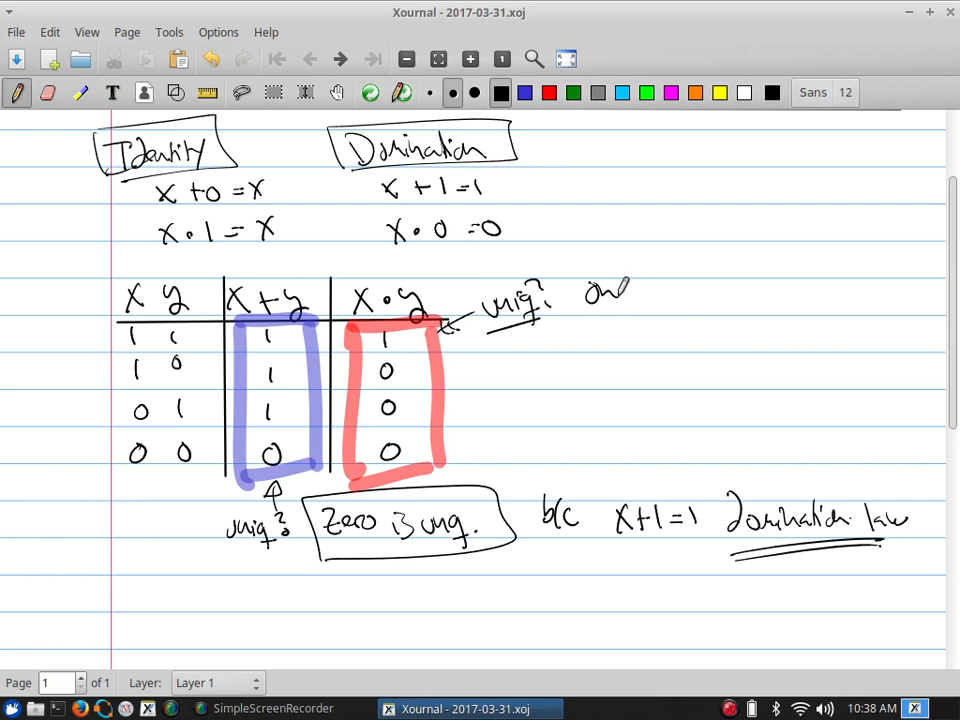 Xournal - 2017-03-31.xoj
File Edit View Page Tools Options Help
Sans 12
Identity Domination
x + 0 = x x + 1 = 1
x • 1 = x x • 0 = 0
x y x + y x • y uniq?
1 1 1 1
1 0 1 0
0 1 1 0
0 0 0 0
uniq? Zero is unq. b/c x+1=1 Domination law
Page 1 of 1 Layer: Layer 1
SimpleScreenRecorder Xournal - 2017-03-31.xoj 10:38 AM